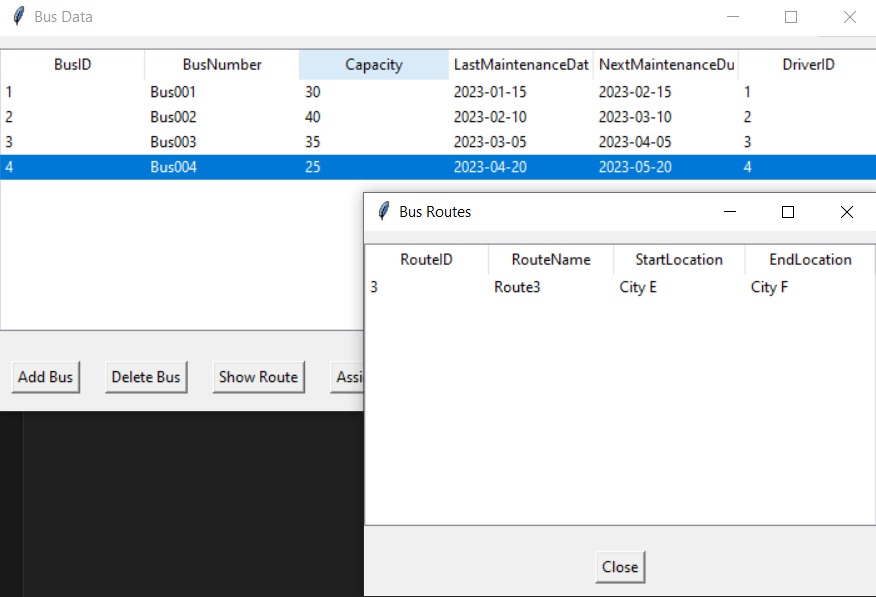 Bus Data
BusID BusNumber Capacity LastMaintenanceDat NextMaintenanceDu DriverID
1 Bus001 30 2023-01-15 2023-02-15 1
2 Bus002 40 2023-02-10 2023-03-10 2
3 Bus003 35 2023-03-05 2023-04-05 3
4 Bus004 25 2023-04-20 2023-05-20 4
Add Bus Delete Bus Show Route Assi
Bus Routes
RouteID RouteName StartLocation EndLocation
3 Route3 City E City F
Close